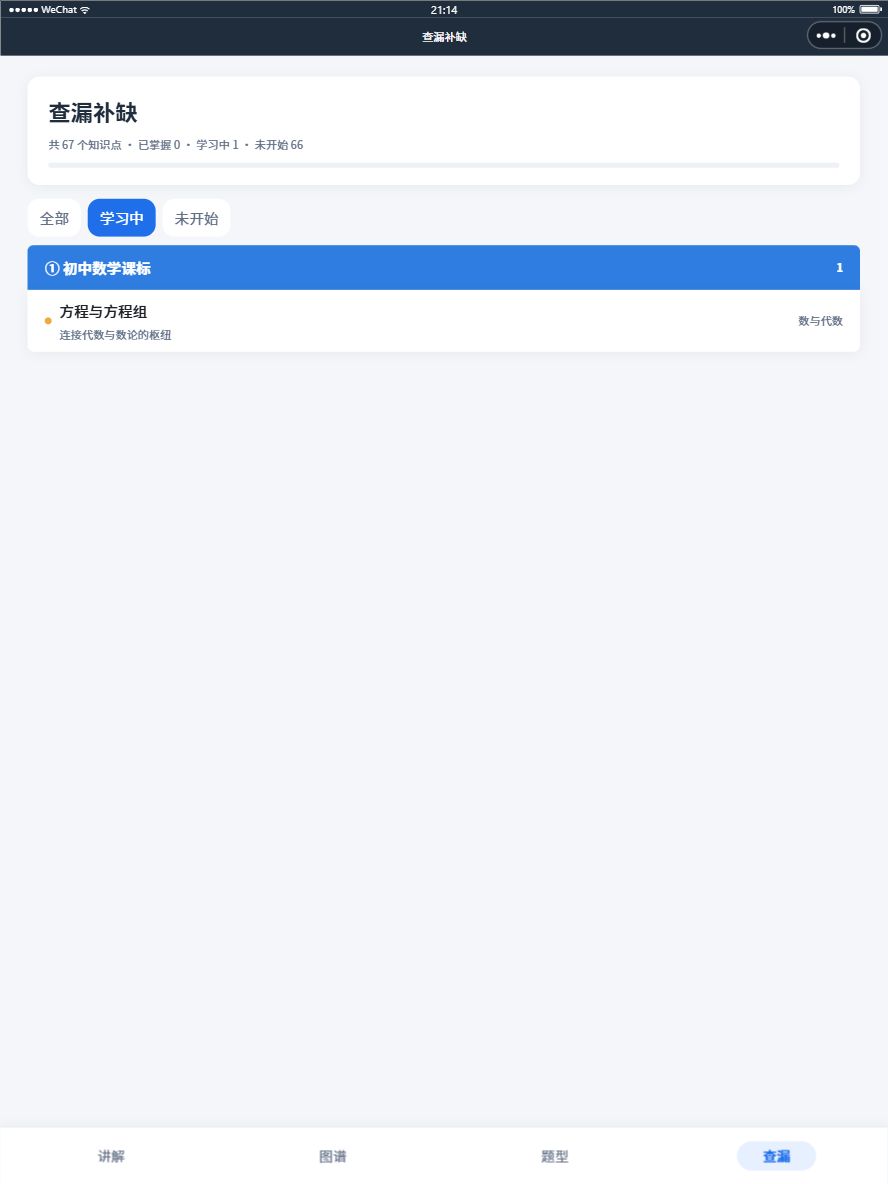 WeChat 21:14 100%
查漏补缺
查漏补缺
共 67 个知识点 · 已掌握 0 · 学习中 1 · 未开始 66
全部 学习中 未开始
① 初中数学课标 1
方程与方程组
连接代数与数论的枢纽 数与代数
讲解 图谱 题型 查漏